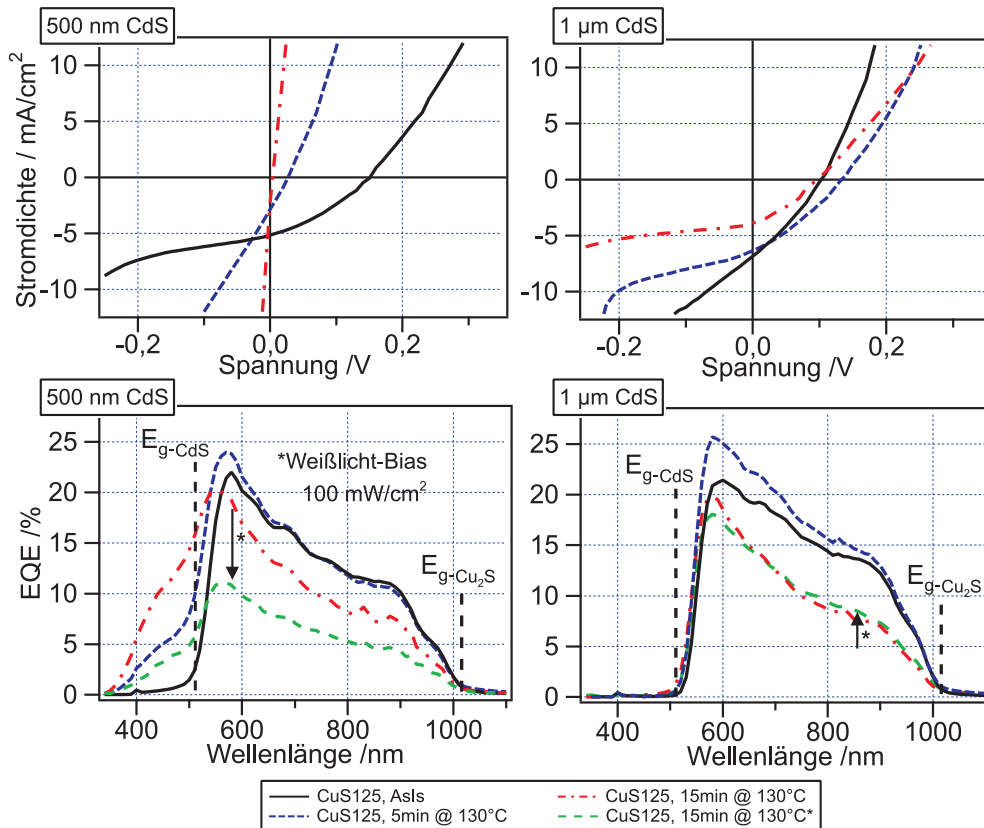 500 nm CdS
1 µm CdS
Stromdichte / mA/cm²
10
5
0
-5
-10
-0,2
0,0
0,2
Spannung /V
10
5
0
-5
-10
-0.2
0,0
0,2
Spannung /V
500 nm CdS
1 µm CdS
EQE /%
25
20
15
10
5
0
E_g-CdS
*Weißlicht-Bias
100 mW/cm²
*
E_g-Cu₂S
400
600
800
1000
Wellenlänge /nm
25
20
15
10
5
0
E_g-CdS
E_g-Cu₂S
*
400
600
800
1000
Wellenlänge /nm
CuS125, AsIs
CuS125, 5min @ 130°C
CuS125, 15min @ 130°C
CuS125, 15min @ 130°C*